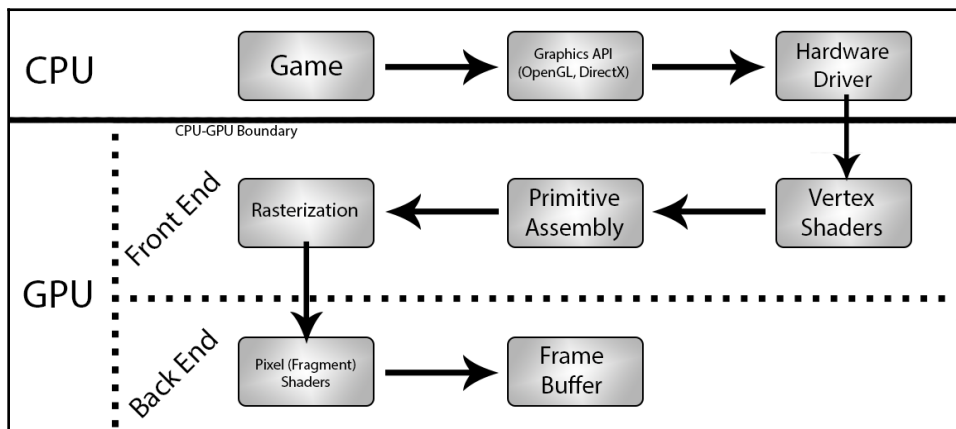 CPU
Game
Graphics API
(OpenGL, DirectX)
Hardware
Driver
CPU-GPU Boundary
GPU
Front End
Rasterization
Primitive
Assembly
Vertex
Shaders
Back End
Pixel (Fragment)
Shaders
Frame
Buffer